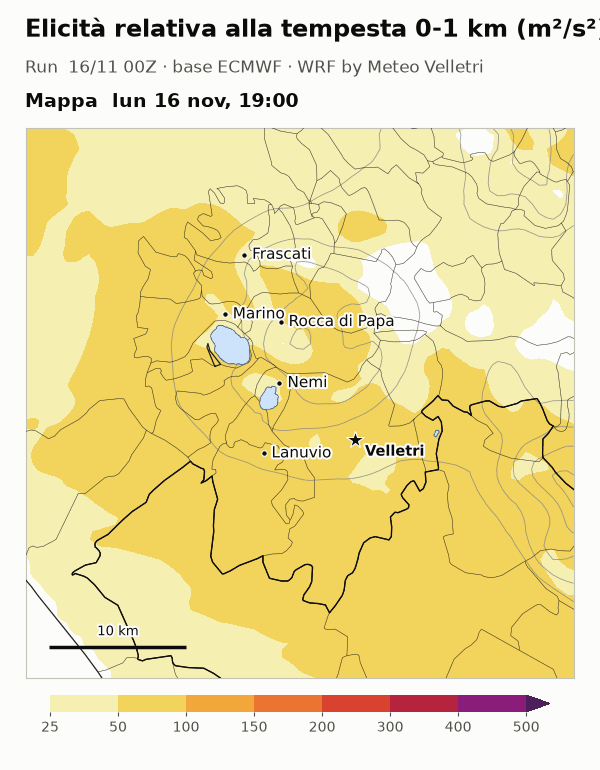 Elicità relativa alla tempesta 0-1 km (m²/s²)
Run  16/11 00Z · base ECMWF · WRF by Meteo Velletri
Mappa  lun 16 nov, 19:00
Frascati
Marino
Rocca di Papa
Nemi
Velletri
Lanuvio
10 km
25 50 100 150 200 300 400 500